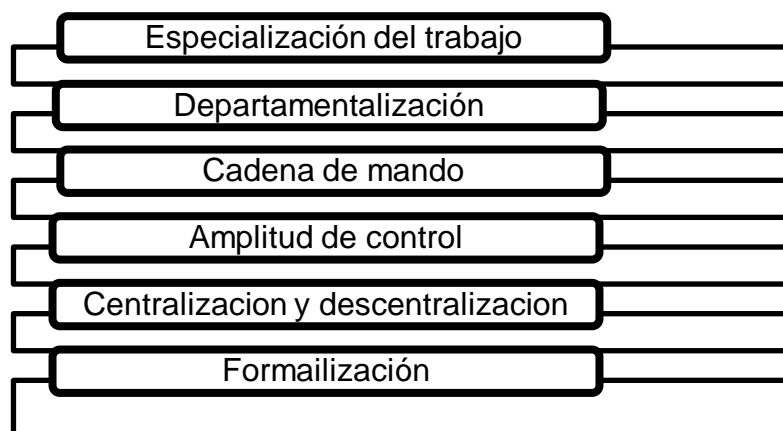 Especialización del trabajo
Departamentalización
Cadena de mando
Amplitud de control
Centralizacion y descentralizacion
Formailización